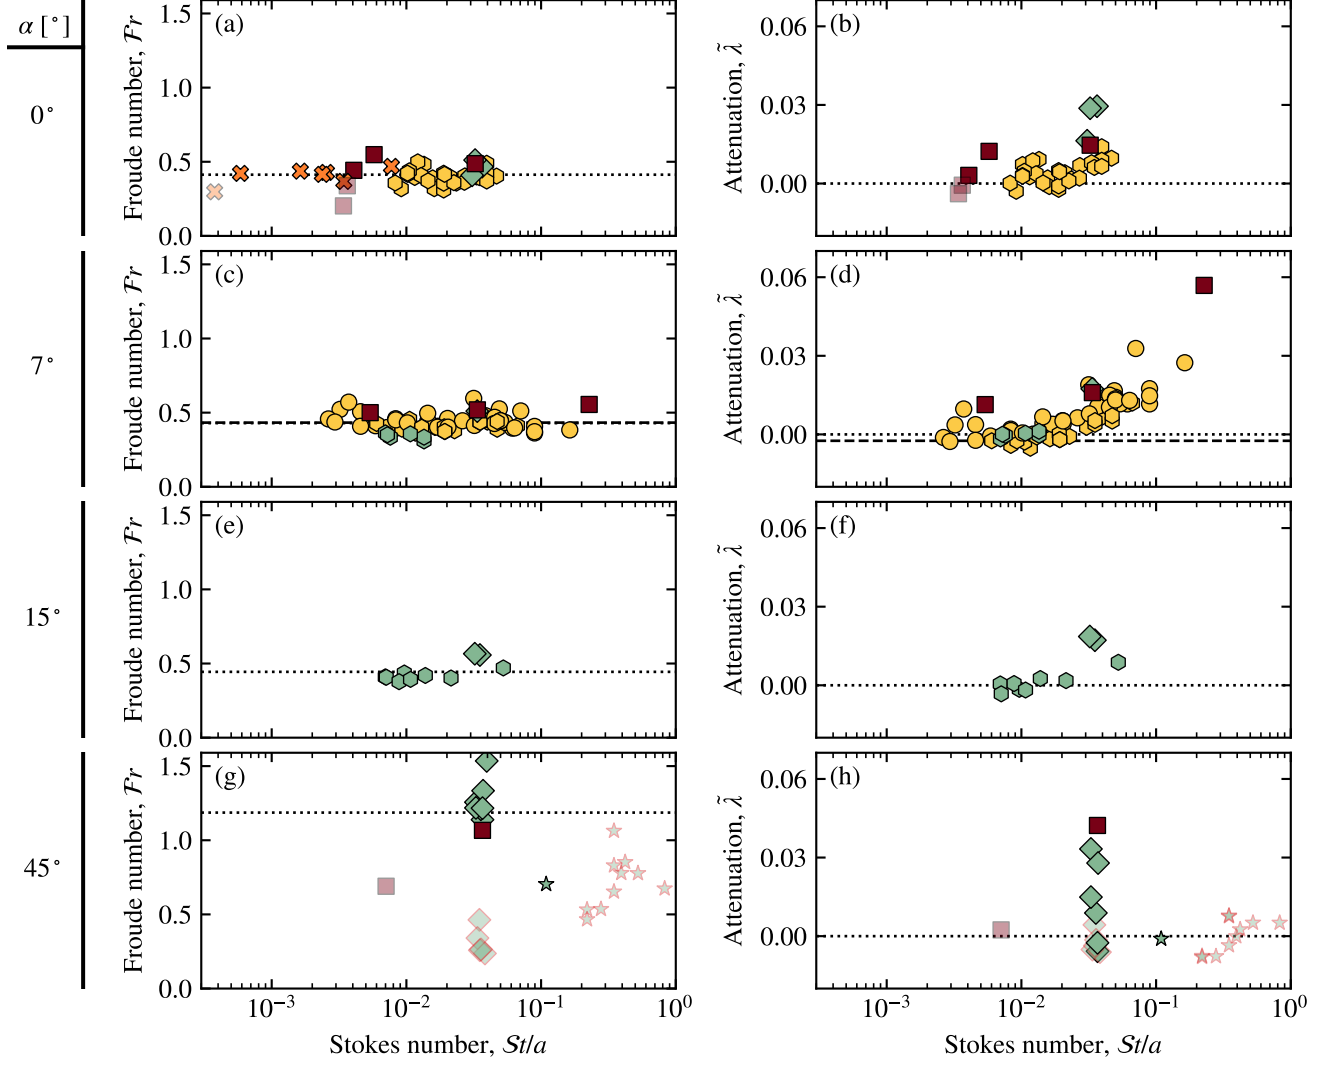 α [°]
0°
7°
15°
45°
(a)
Froude number, Fr
1.5
1.0
0.5
0.0
(b)
Attenuation, λ̃
0.06
0.03
0.00
(c)
Froude number, Fr
1.5
1.0
0.5
0.0
(d)
Attenuation, λ̃
0.06
0.03
0.00
(e)
Froude number, Fr
1.5
1.0
0.5
0.0
(f)
Attenuation, λ̃
0.06
0.03
0.00
(g)
Froude number, Fr
1.5
1.0
0.5
0.0
10⁻³ 10⁻² 10⁻¹ 10⁰
Stokes number, St/a
(h)
Attenuation, λ̃
0.06
0.03
0.00
10⁻³ 10⁻² 10⁻¹ 10⁰
Stokes number, St/a